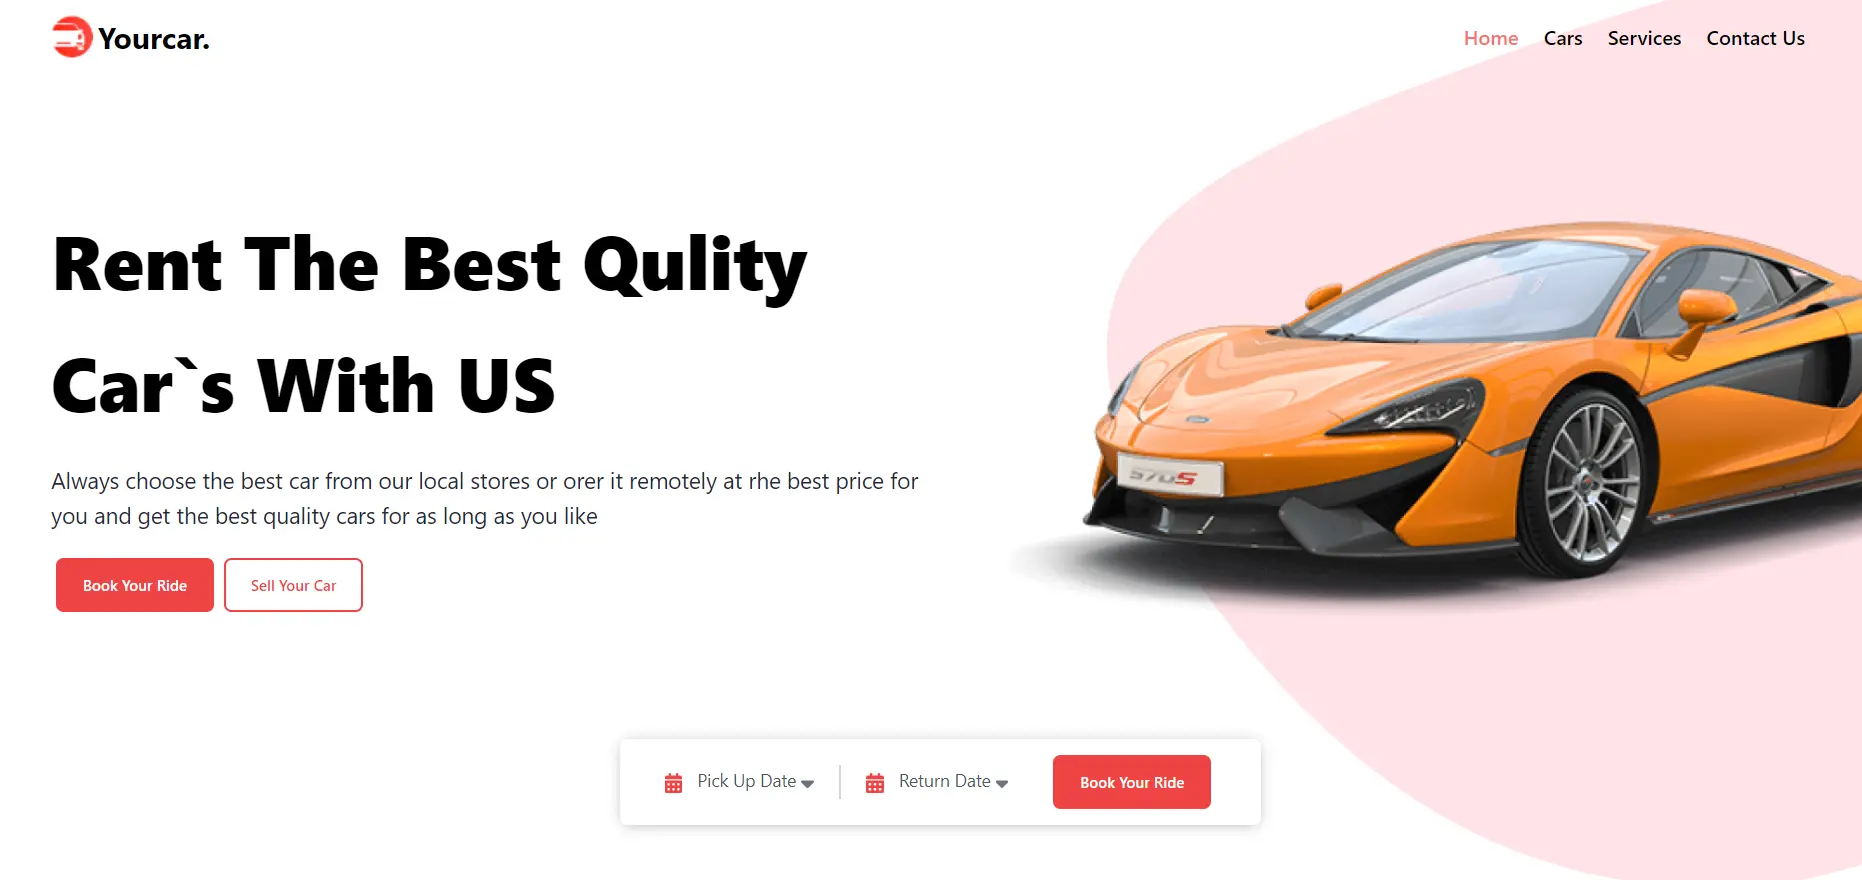 Yourcar.
Home Cars Services Contact Us
Rent The Best Qulity
Car`s With US
Always choose the best car from our local stores or orer it remotely at rhe best price for
you and get the best quality cars for as long as you like
Book Your Ride Sell Your Car
570S
Pick Up Date Return Date Book Your Ride